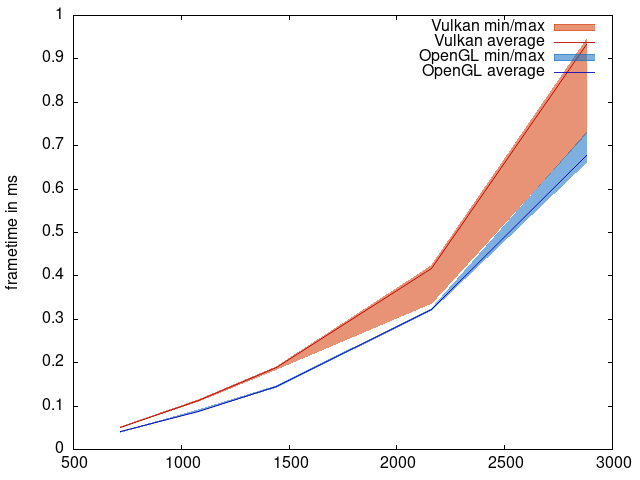 Vulkan min/max
Vulkan average
OpenGL min/max
OpenGL average
frametime in ms
1
0.9
0.8
0.7
0.6
0.5
0.4
0.3
0.2
0.1
0
500 1000 1500 2000 2500 3000